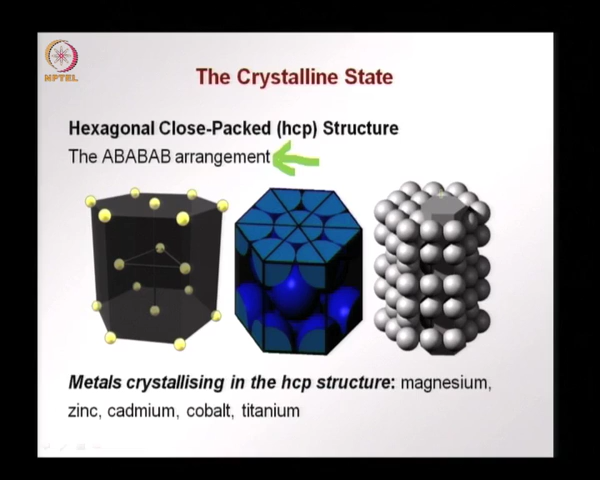 NPTEL
The Crystalline State
Hexagonal Close-Packed (hcp) Structure
The ABABAB arrangement
Metals crystallising in the hcp structure: magnesium,
zinc, cadmium, cobalt, titanium